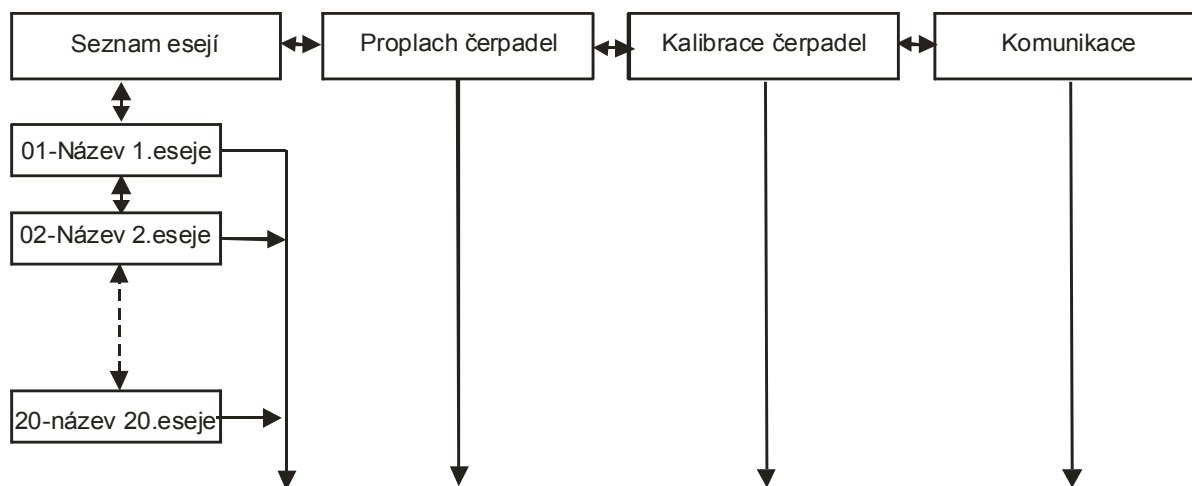 Seznam esejí
Proplach čerpadel
Kalibrace čerpadel
Komunikace
01-Název 1.eseje
02-Název 2.eseje
20-název 20.eseje